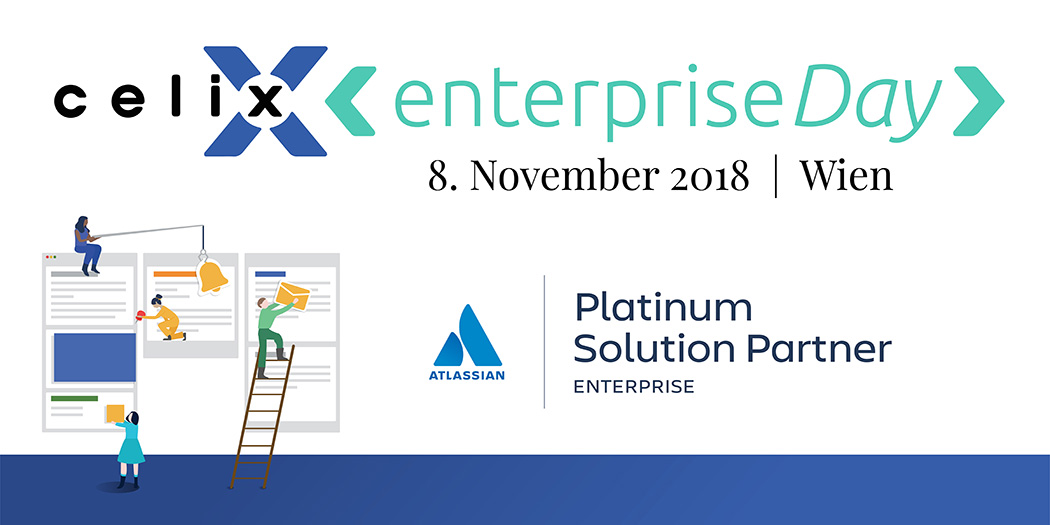 celix enterpriseDay
8. November 2018 | Wien
ATLASSIAN
Platinum
Solution Partner
ENTERPRISE